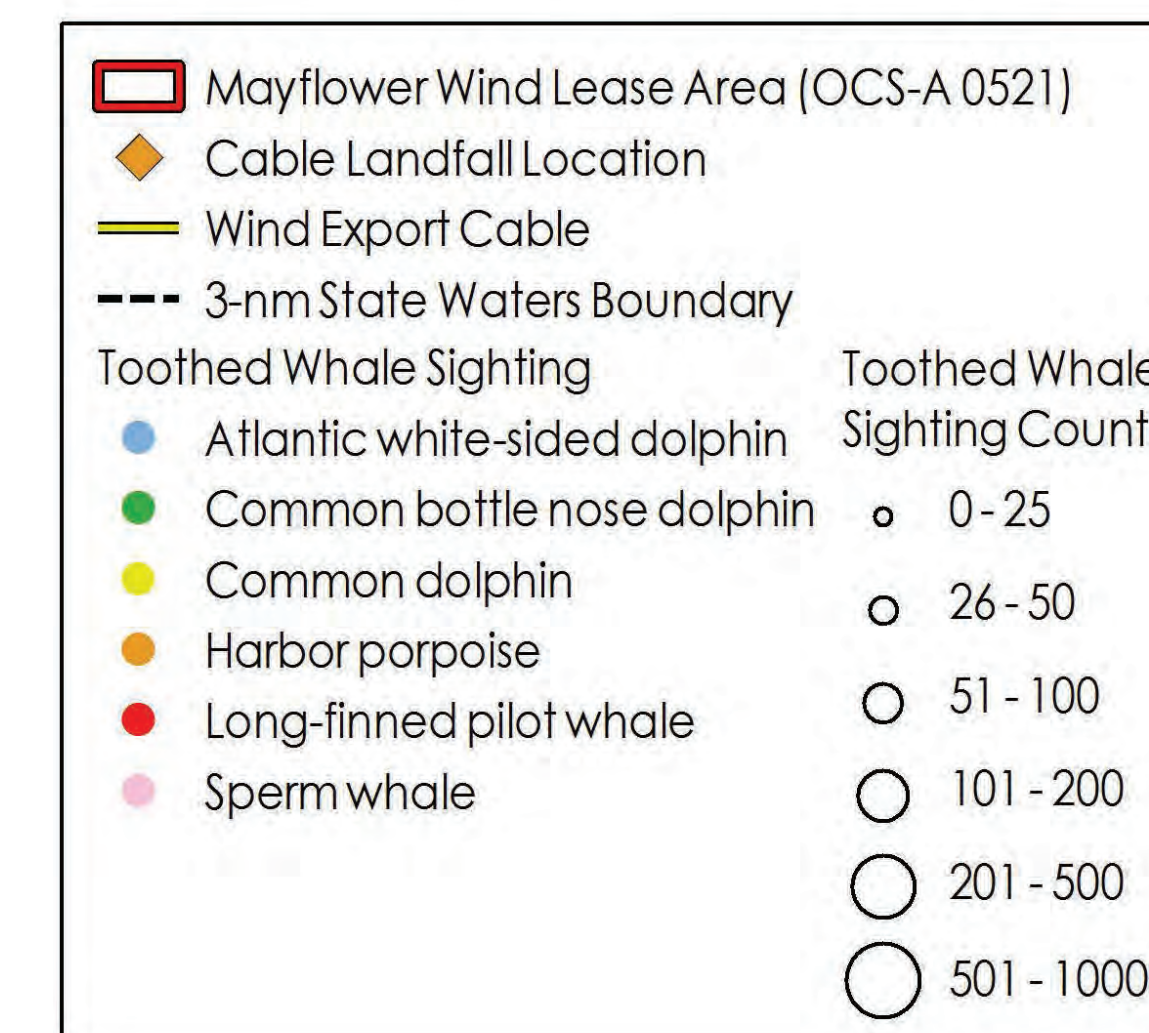 Mayflower Wind Lease Area (OCS-A 0521)
Cable Landfall Location
Wind Export Cable
3-nm State Waters Boundary
Toothed Whale Sighting
Atlantic white-sided dolphin
Common bottle nose dolphin
Common dolphin
Harbor porpoise
Long-finned pilot whale
Sperm whale
Toothed Whale
Sighting Count
0 - 25
26 - 50
51 - 100
101 - 200
201 - 500
501 - 1000